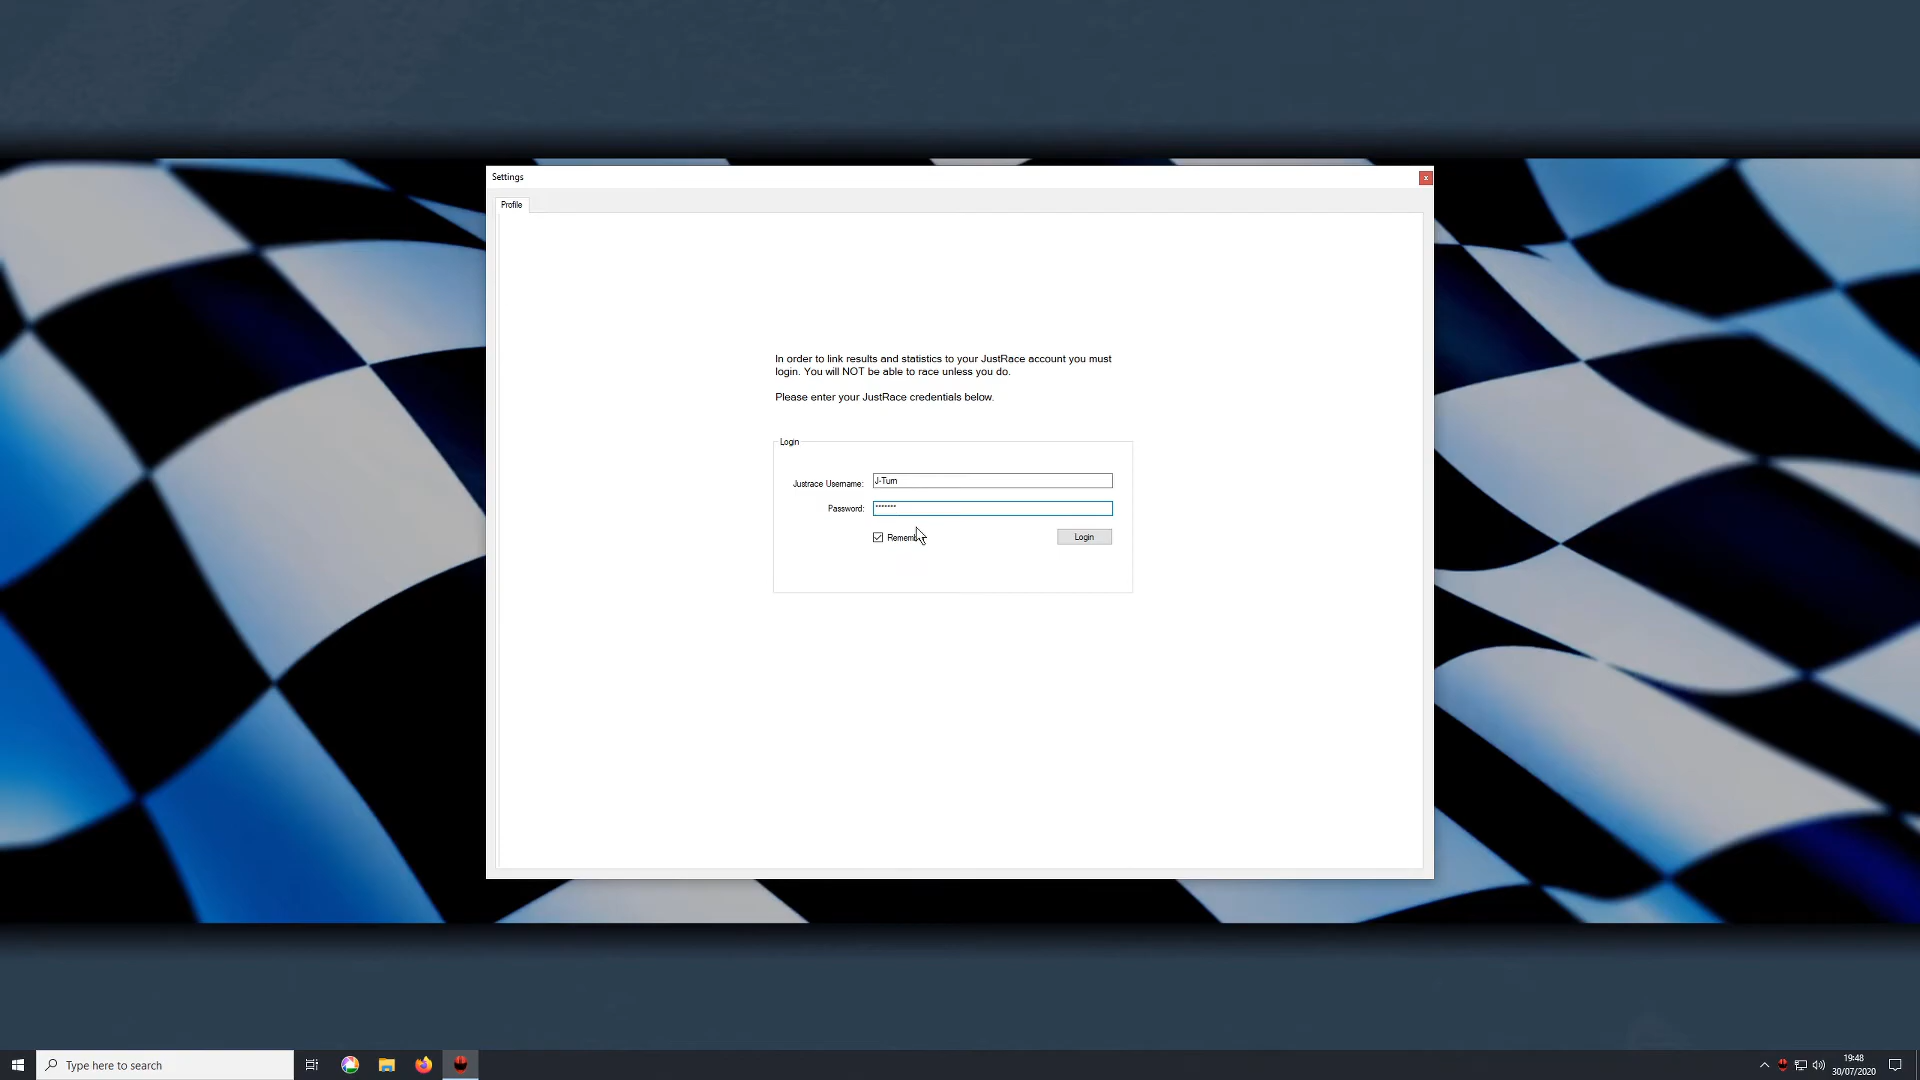 Settings
Profile
In order to link results and statistics to your JustRace account you must
login. You will NOT be able to race unless you do.
Please enter your JustRace credentials below.
Login
Justrace Username: J-Turn
Password: *******
Login
Type here to search
19:48
30/07/2020